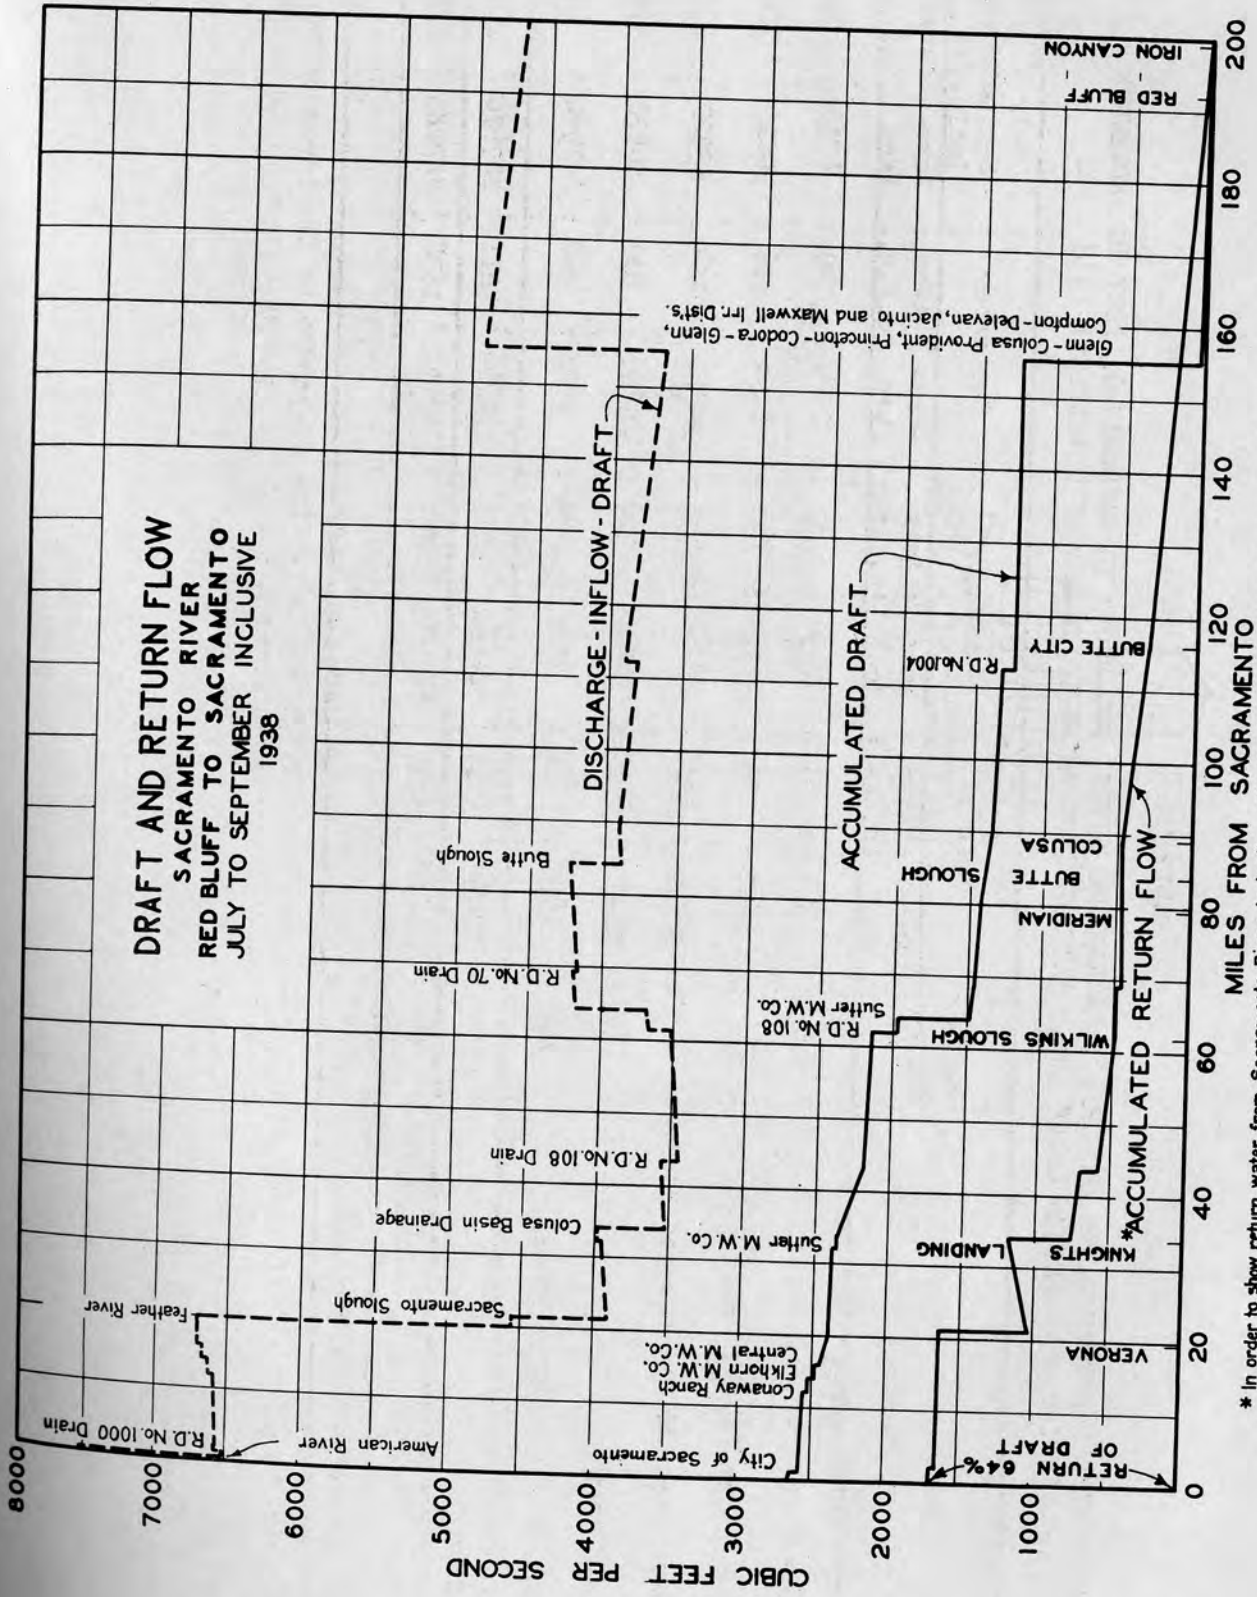 DRAFT AND RETURN FLOW
SACRAMENTO RIVER
RED BLUFF TO SACRAMENTO
JULY TO SEPTEMBER INCLUSIVE
1938
CUBIC FEET PER SECOND
8000
7000
6000
5000
4000
3000
2000
1000
R.D. No. 1000 Drain
American River
Feather River
Sacramento Slough
Colusa Basin Drainage
R.D. No. 108 Drain
R.D. No. 70 Drain
Butte Slough
DISCHARGE - INFLOW - DRAFT
Glenn - Colusa Provident, Princeton - Codora - Glenn,
Compton - Delevan, Jacinto and Maxwell Irr. Dist's.
ACCUMULATED DRAFT
City of Sacramento
Conaway Ranch
Elkhorn M.W. Co.
Central M.W. Co.
Sutter M.W. Co.
R.D. No. 108
Sutter M.W. Co.
R.D. No. 1004
RETURN 64%
OF DRAFT
VERONA
KNIGHTS
LANDING
*ACCUMULATED RETURN FLOW
WILKINS SLOUGH
MERIDIAN
BUTTE
SLOUGH
COLUSA
BUTTE CITY
RED BLUFF
IRON CANYON
0
20
40
60
80
100
120
140
160
180
200
MILES FROM SACRAMENTO
* In order to show return water from Sacramento